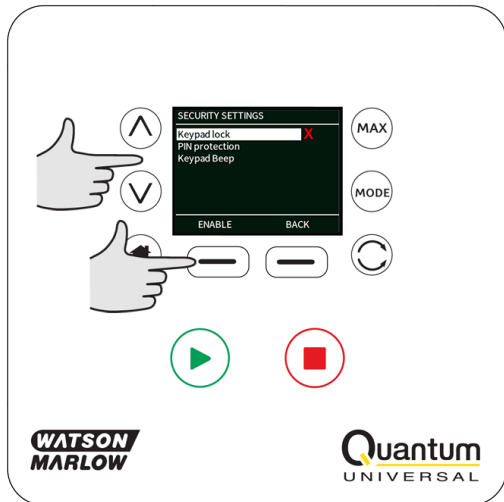 SECURITY SETTINGS
Keypad lock X
PIN protection
Keypad Beep
ENABLE BACK
MAX
MODE
WATSON
MARLOW
Quantum
UNIVERSAL